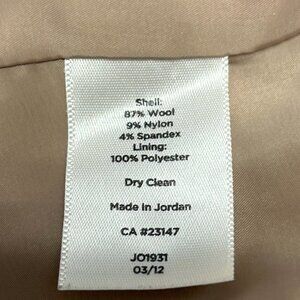 Shell:
87% Wool
9% Nylon
4% Spandex
Lining:
100% Polyester
Dry Clean
Made in Jordan
CA #23147
JO1931
03/12